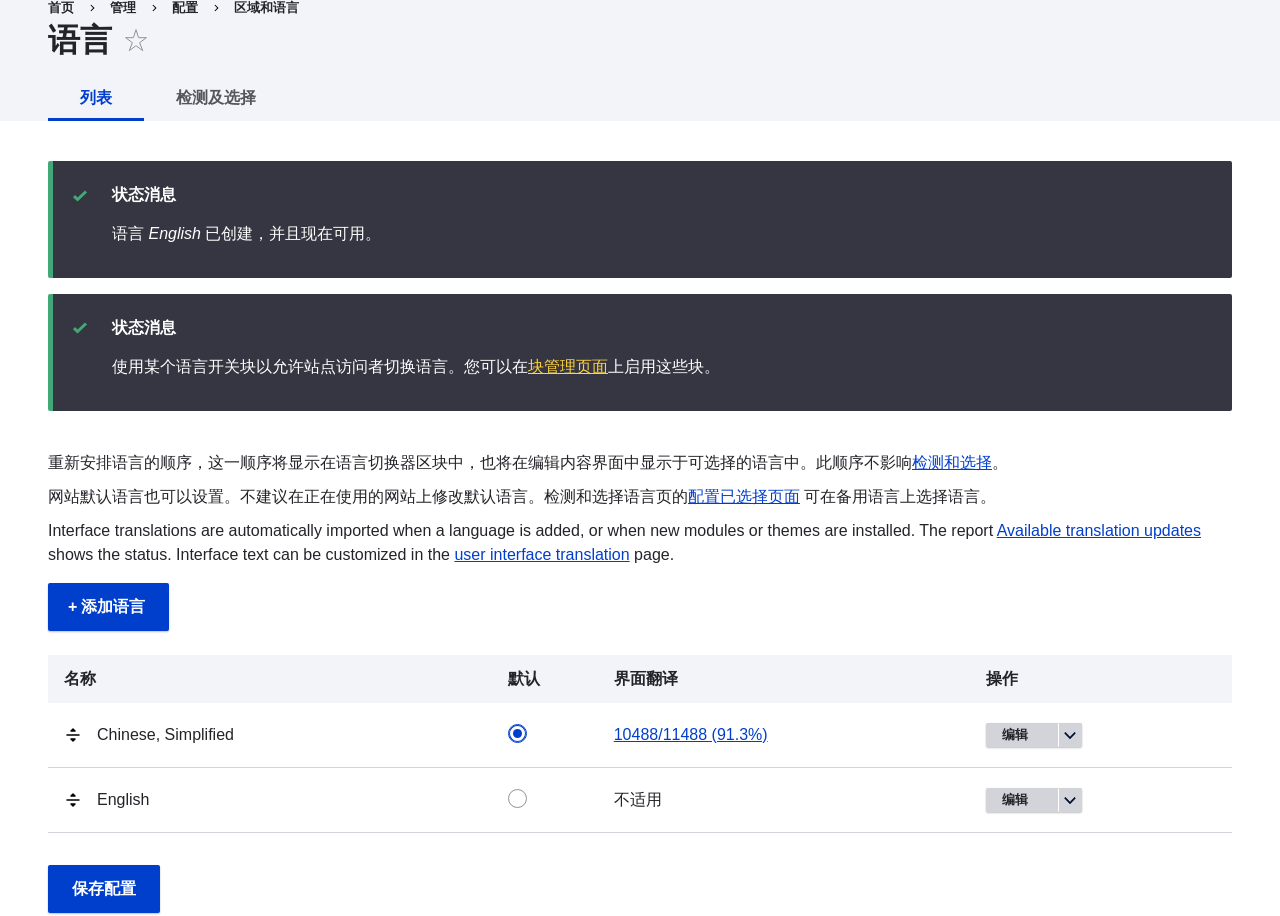 首页 › 管理 › 配置 › 区域和语言
语言
列表 检测及选择
状态消息
语言 English 已创建，并且现在可用。
状态消息
使用某个语言开关块以允许站点访问者切换语言。您可以在块管理页面上启用这些块。
重新安排语言的顺序，这一顺序将显示在语言切换器区块中，也将在编辑内容界面中显示于可选择的语言中。此顺序不影响检测和选择。
网站默认语言也可以设置。不建议在正在使用的网站上修改默认语言。检测和选择语言页的配置已选择页面 可在备用语言上选择语言。
Interface translations are automatically imported when a language is added, or when new modules or themes are installed. The report Available translation updates
shows the status. Interface text can be customized in the user interface translation page.
+ 添加语言
名称 默认 界面翻译 操作
Chinese, Simplified 10488/11488 (91.3%) 编辑
English 不适用 编辑
保存配置